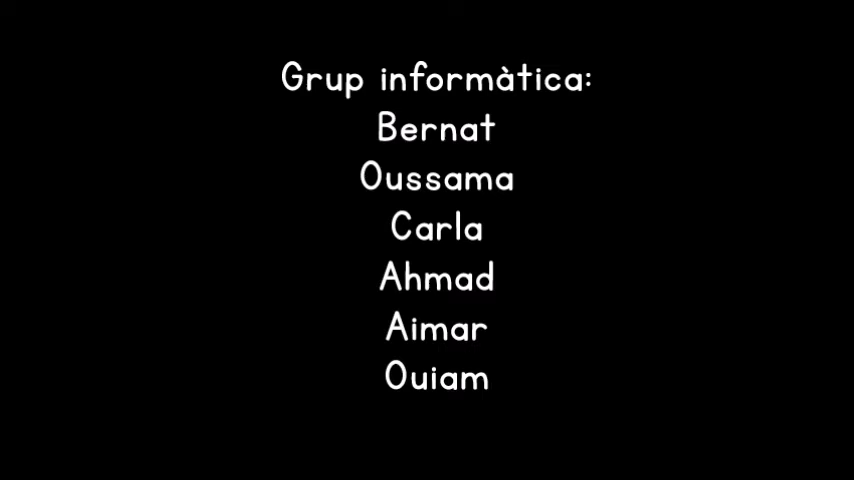 Grup informàtica:
Bernat
Oussama
Carla
Ahmad
Aimar
Ouiam